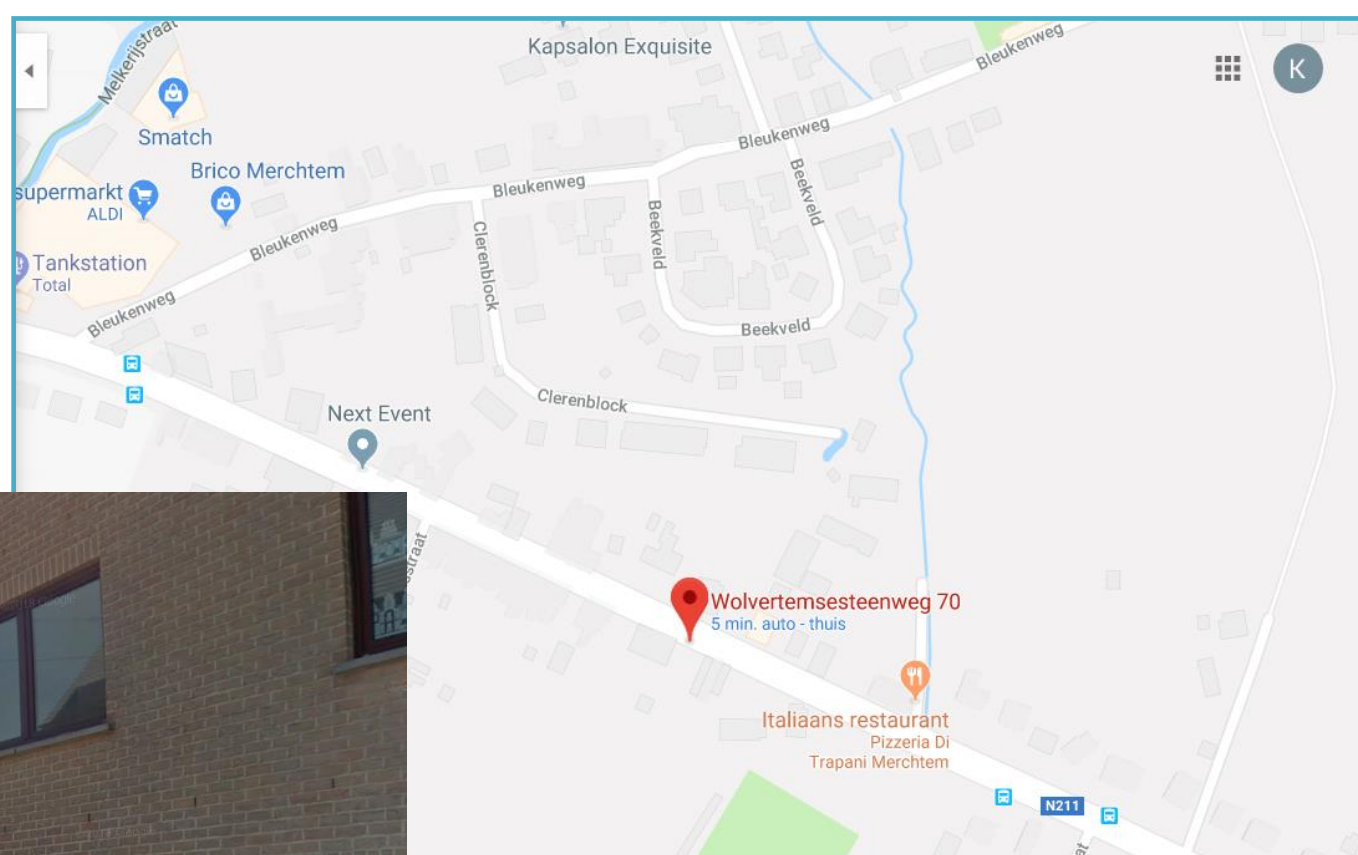 Melkerijstraat
Kapsalon Exquisite
Bleukenweg
K
Smatch
Bleukenweg
Brico Merchtem
supermarkt
ALDI
Bleukenweg
Beekveld
Beekveld
Clerenblock
Bleukenweg
Tankstation
Total
Bleukenweg
Beekveld
Clerenblock
Next Event
sstraat
Wolvertemsesteenweg 70
5 min. auto - thuis
Italiaans restaurant
Pizzeria Di
Trapani Merchtem
N211